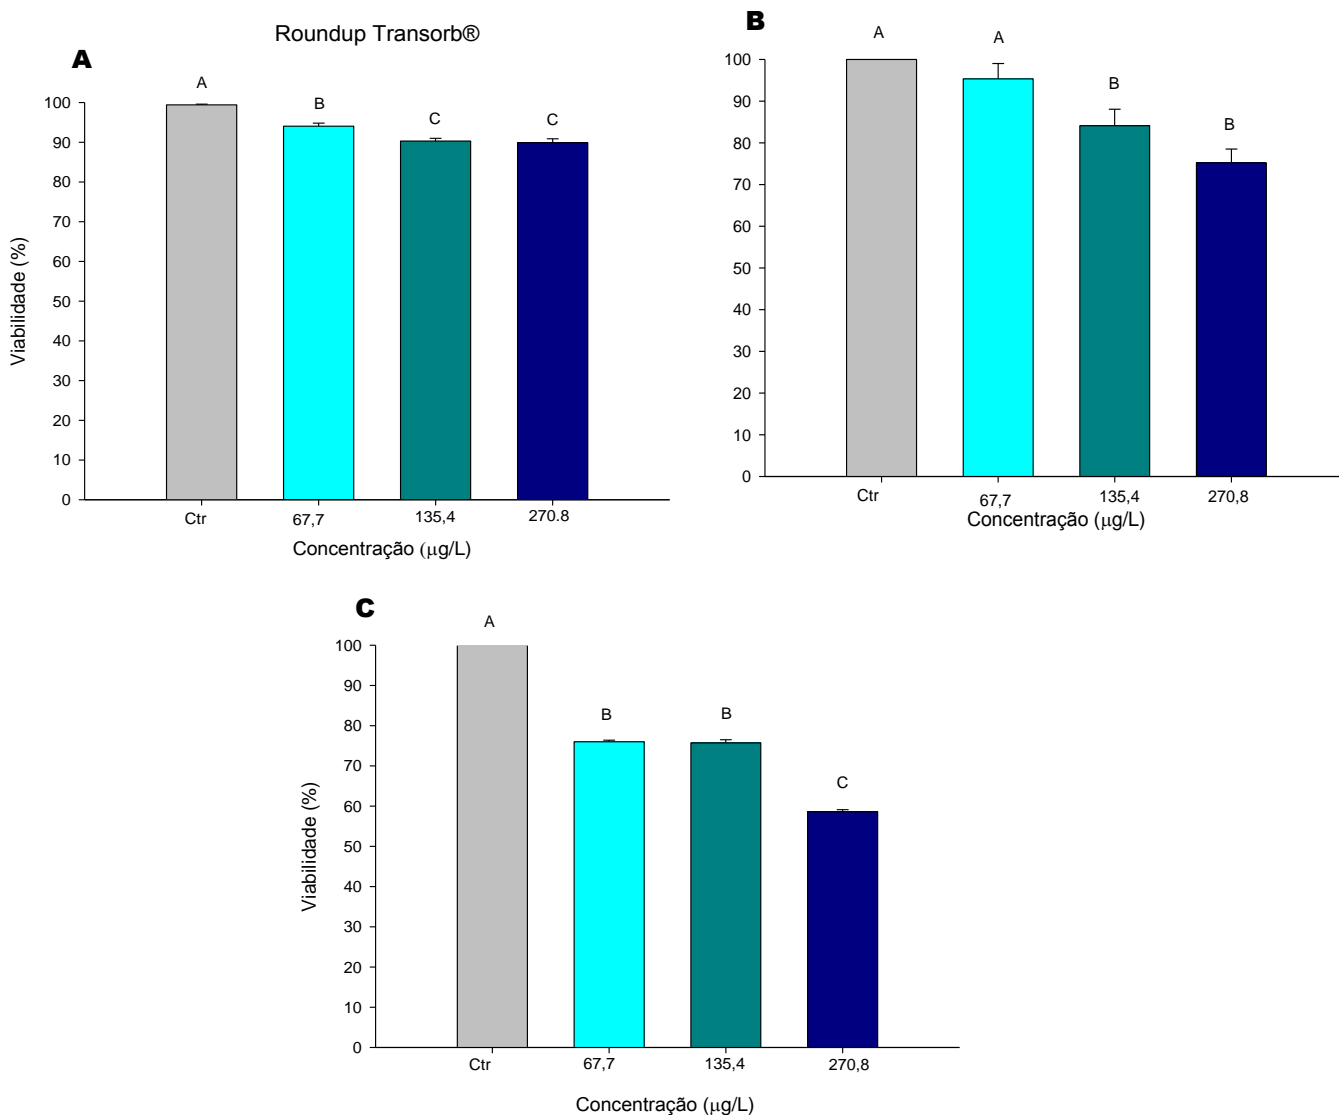 Roundup Transorb®
A
A
B
C
C
100
90
80
70
60
50
40
30
20
10
0
Viabilidade (%)
Ctr
67,7
135,4
270.8
Concentração (μg/L)
B
A
A
B
B
100
90
80
70
60
50
40
30
20
10
0
Ctr
67,7
135,4
270,8
Concentração (μg/L)
C
A
B
B
C
100
90
80
70
60
50
40
30
20
10
0
Viabilidade (%)
Ctr
67,7
135,4
270,8
Concentração (μg/L)